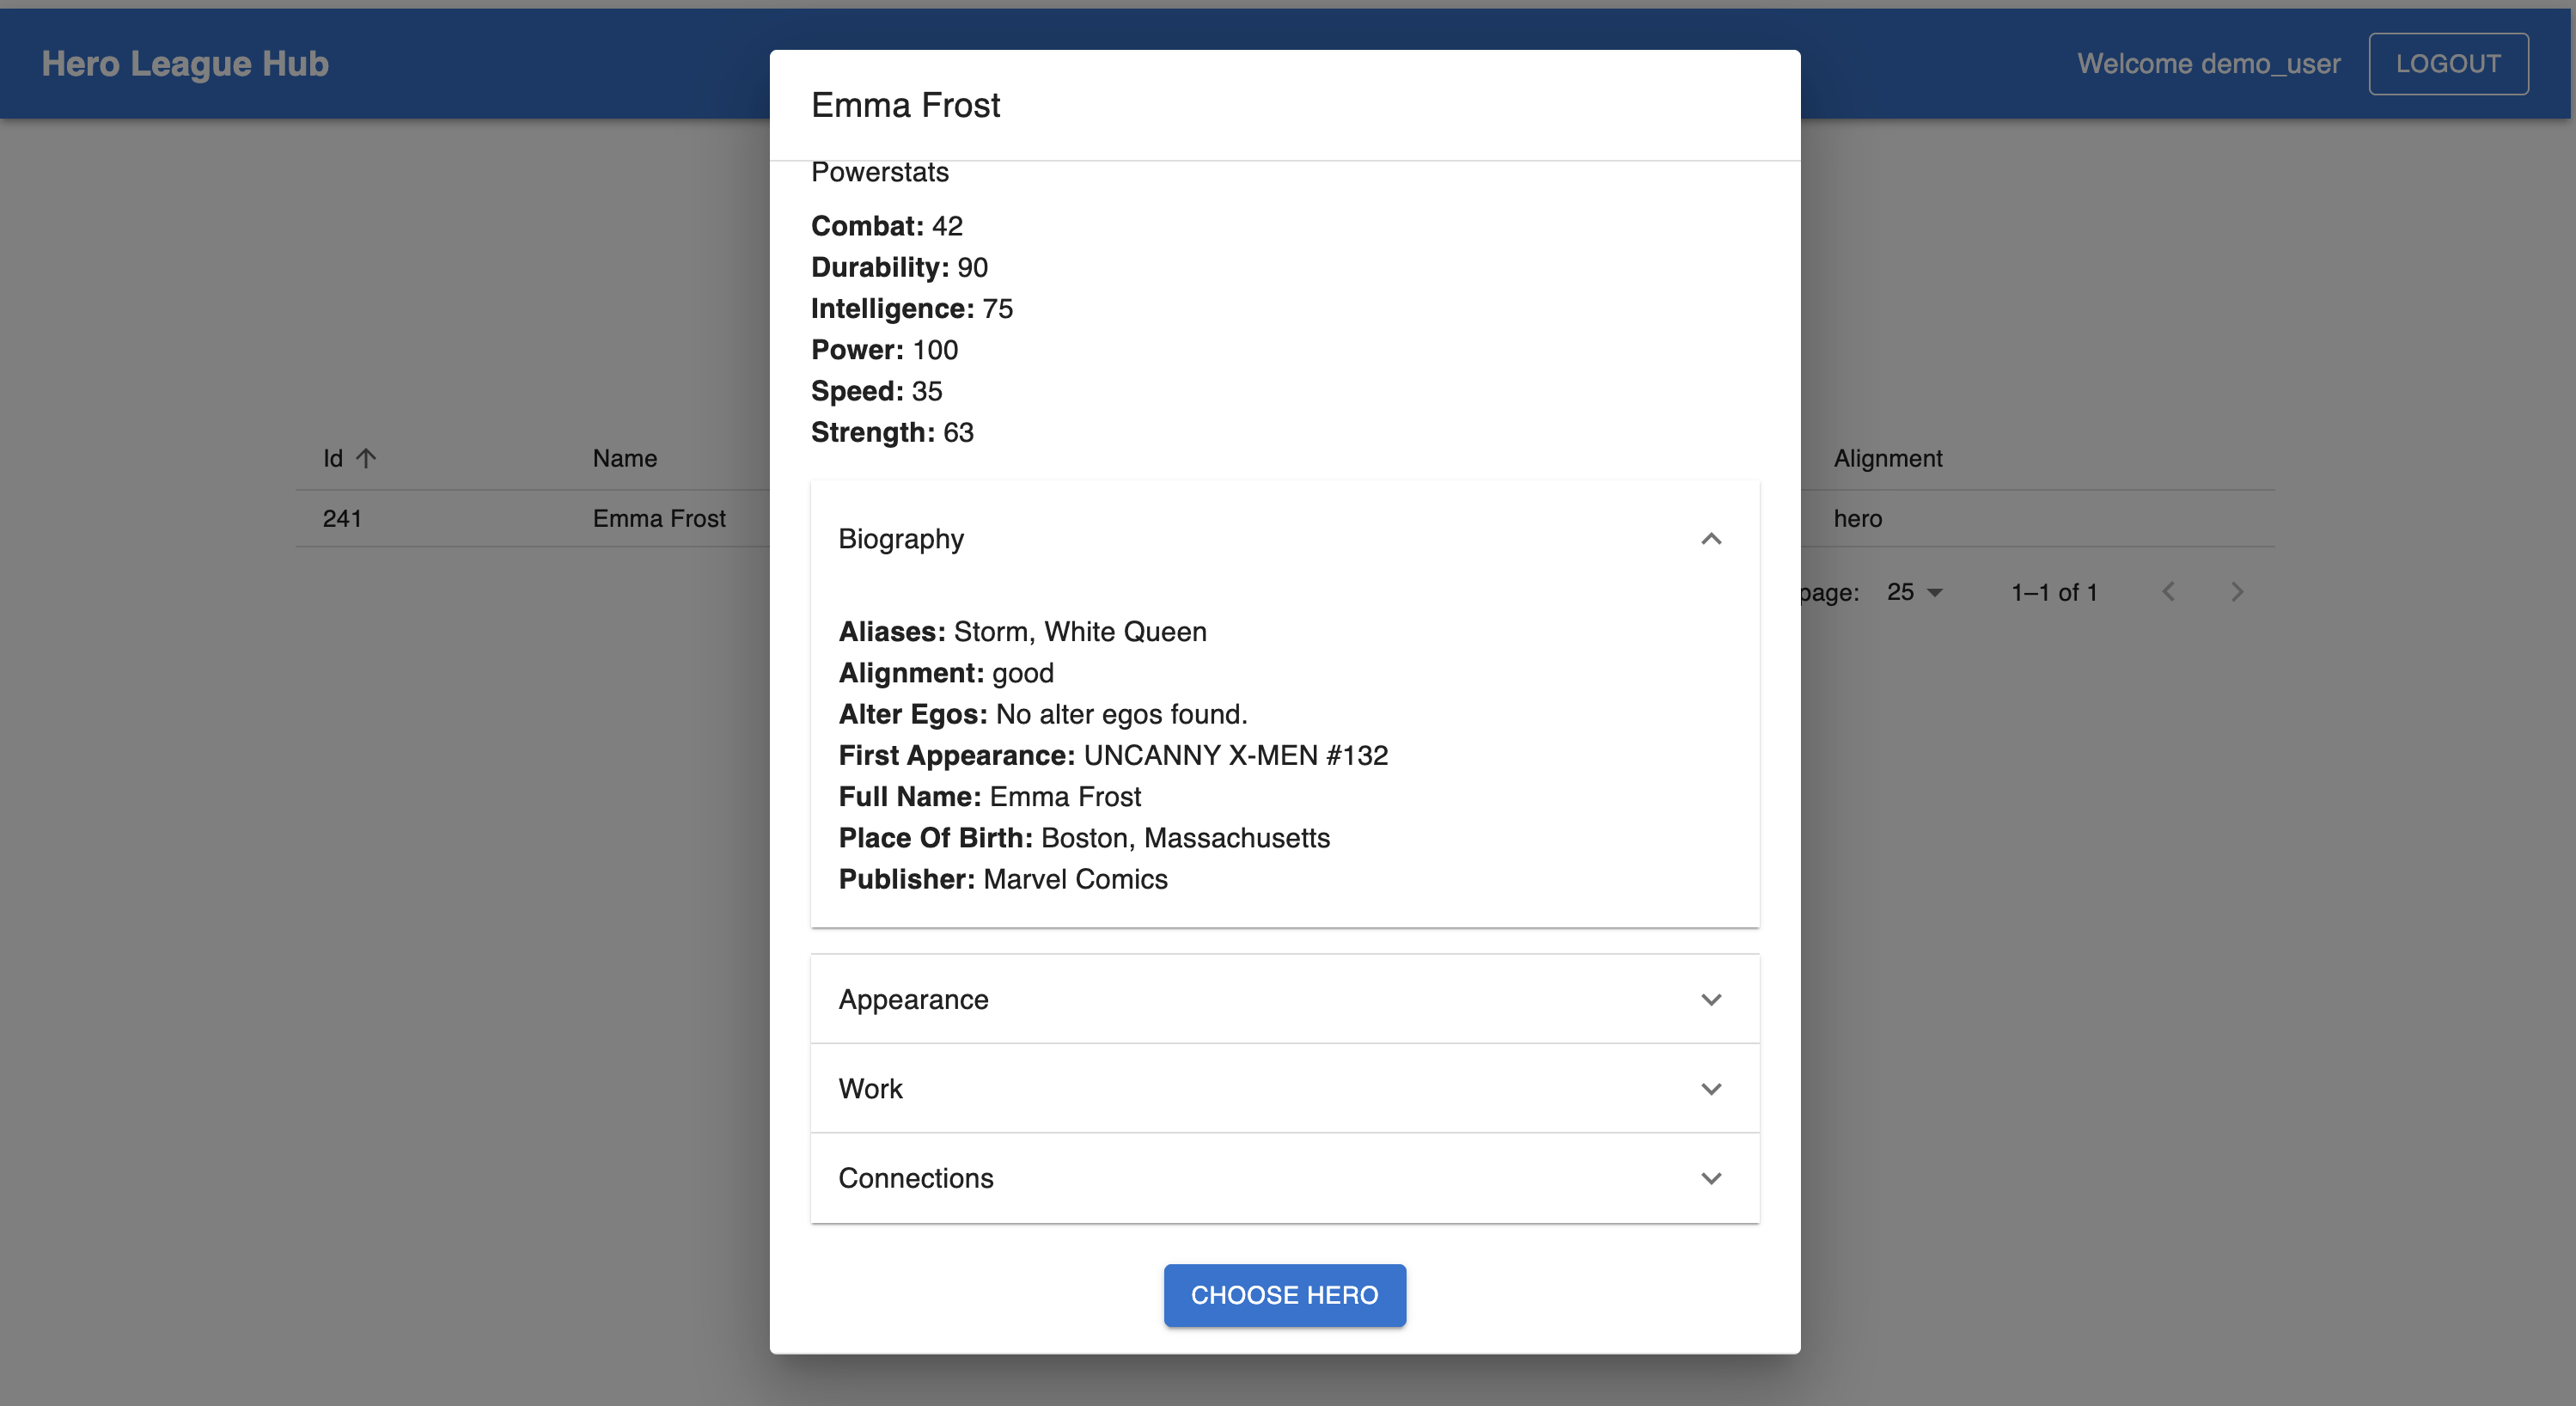 Hero League Hub
Welcome demo_user
LOGOUT
Emma Frost
Powerstats
Combat: 42
Durability: 90
Intelligence: 75
Power: 100
Speed: 35
Strength: 63
Id Name Alignment
241 Emma Frost hero
page: 25 1–1 of 1
Biography
Aliases: Storm, White Queen
Alignment: good
Alter Egos: No alter egos found.
First Appearance: UNCANNY X-MEN #132
Full Name: Emma Frost
Place Of Birth: Boston, Massachusetts
Publisher: Marvel Comics
Appearance
Work
Connections
CHOOSE HERO